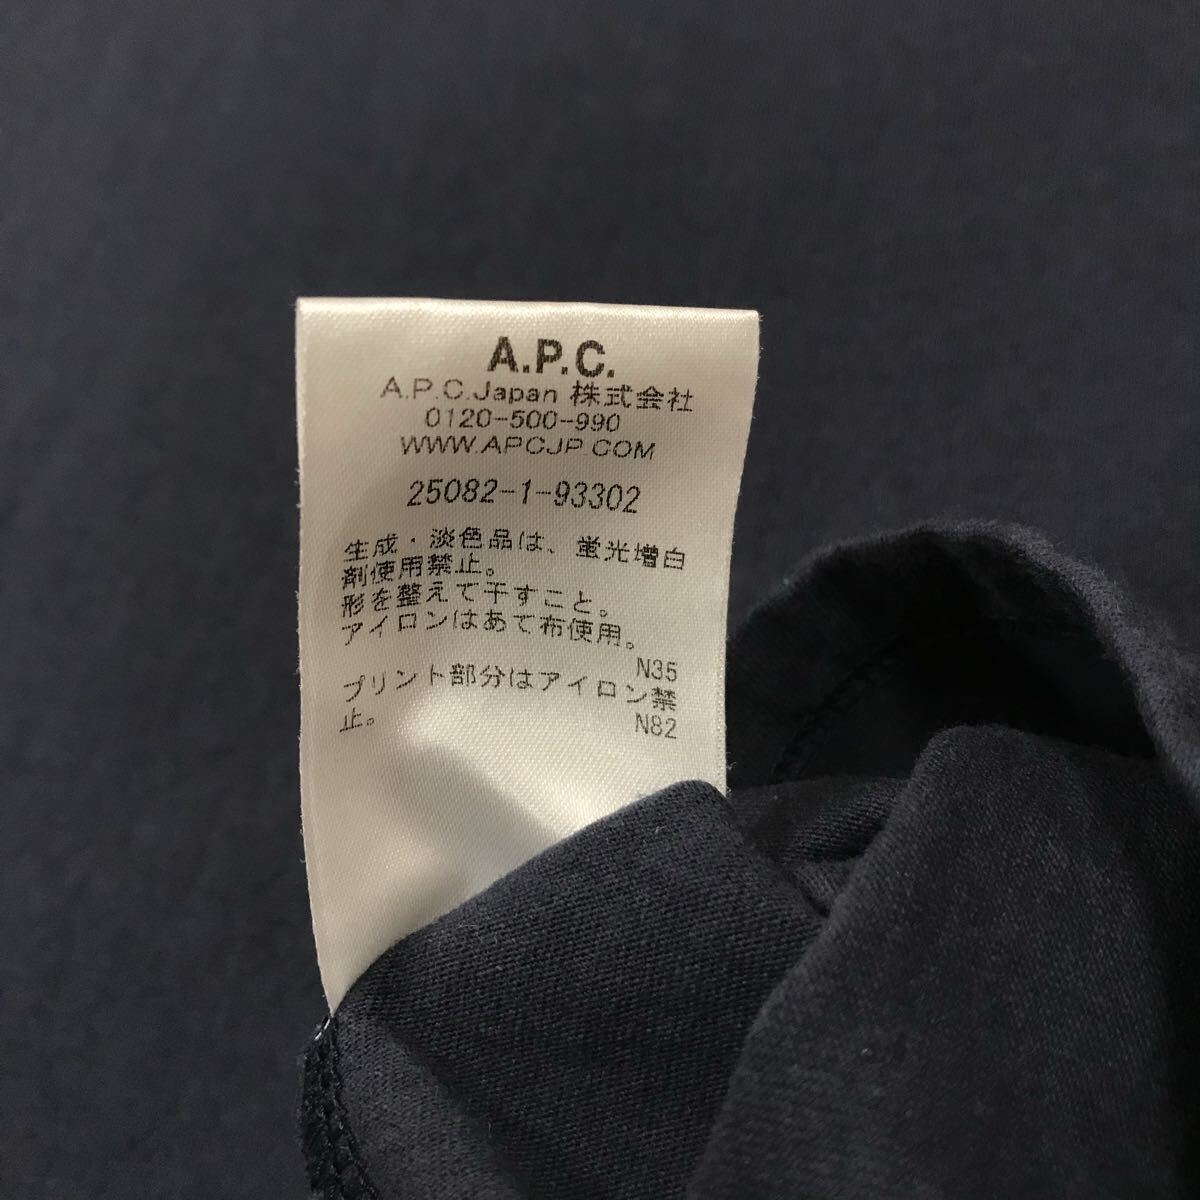 A.P.C.
A.P.C.Japan 株式会社
0120-500-990
WWW.APCJP.COM
25082-1-93302
生成・淡色品は、蛍光増白
剤使用禁止。
形を整えて干すこと。
アイロンはあて布使用。
N35
プリント部分はアイロン禁
止。
N82